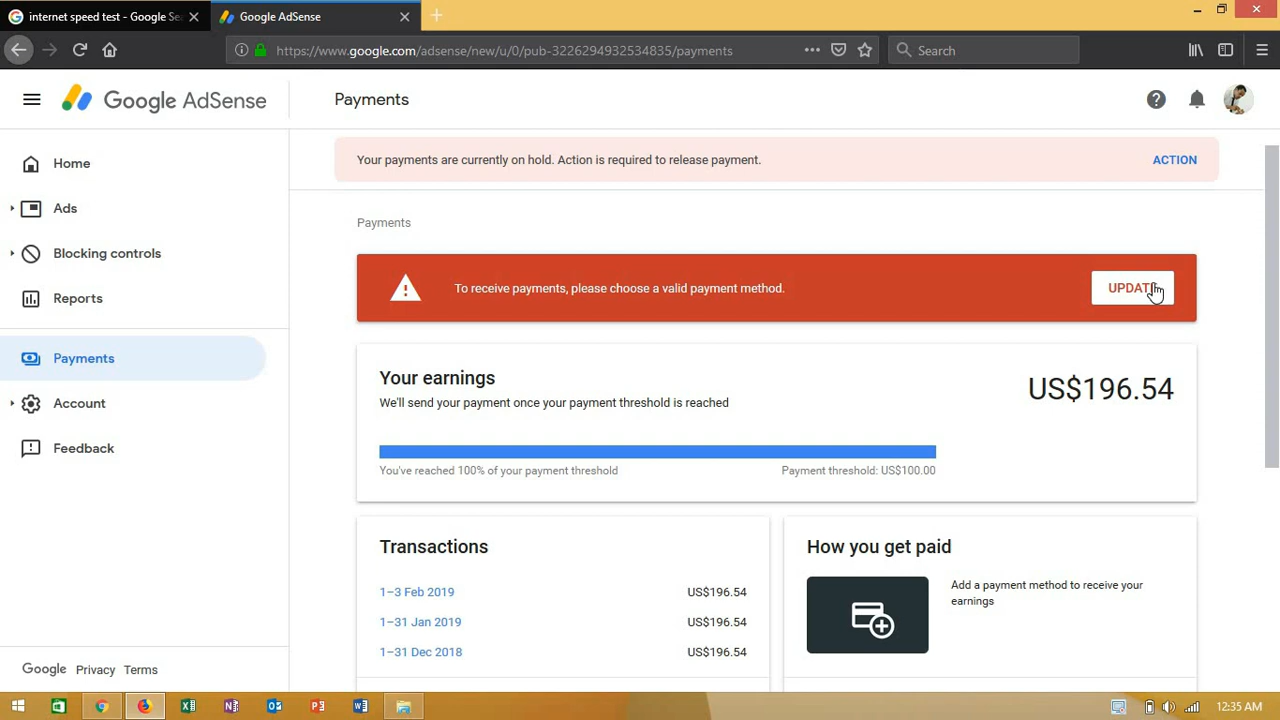 internet speed test - Google Se
Google AdSense
https://www.google.com/adsense/new/u/0/pub-3226294932534835/payments
Search
Google AdSense
Payments
Home
Ads
Blocking controls
Reports
Payments
Account
Feedback
Google Privacy Terms
Your payments are currently on hold. Action is required to release payment.
ACTION
Payments
To receive payments, please choose a valid payment method.
UPDATE
Your earnings
We'll send your payment once your payment threshold is reached
US$196.54
You've reached 100% of your payment threshold
Payment threshold: US$100.00
Transactions
1–3 Feb 2019 US$196.54
1–31 Jan 2019 US$196.54
1–31 Dec 2018 US$196.54
How you get paid
Add a payment method to receive your
earnings
12:35 AM